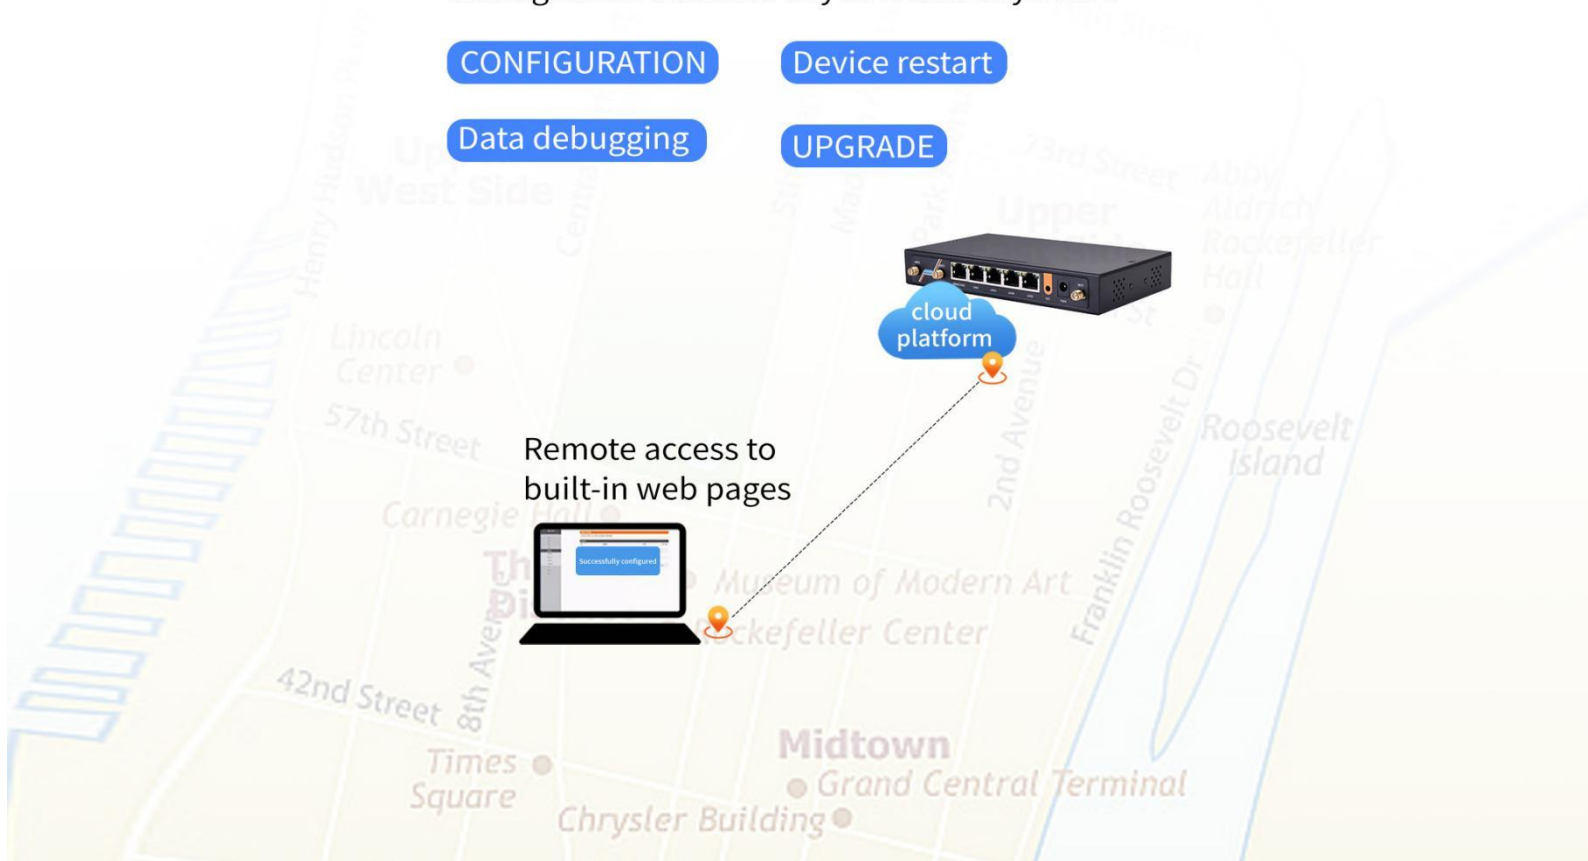 CONFIGURATION
Device restart
Data debugging
UPGRADE
73rd Street
Abby
Aldrich
Rockefeller
Hall
West Side
Upper
cloud
platform
Lincoln
Center
57th Street
2nd Avenue
Roosevelt
Island
Franklin Roosevelt Dr
Remote access to
built-in web pages
Carnegie Hall
Successfully configured
Museum of Modern Art
Rockefeller Center
42nd Street
8th Avenue
Times
Square
Midtown
Grand Central Terminal
Chrysler Building